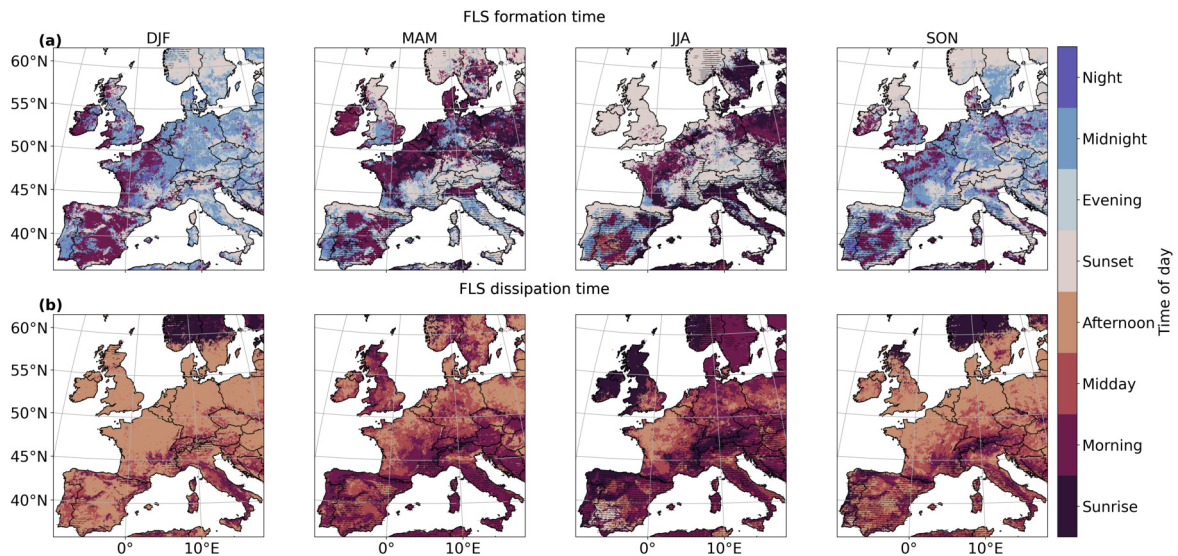 FLS formation time
(a)
DJF
MAM
JJA
SON
60°N
55°N
50°N
45°N
40°N
FLS dissipation time
(b)
60°N
55°N
50°N
45°N
40°N
0°
10°E
0°
10°E
0°
10°E
0°
10°E
Night
Midnight
Evening
Sunset
Afternoon
Midday
Morning
Sunrise
Time of day